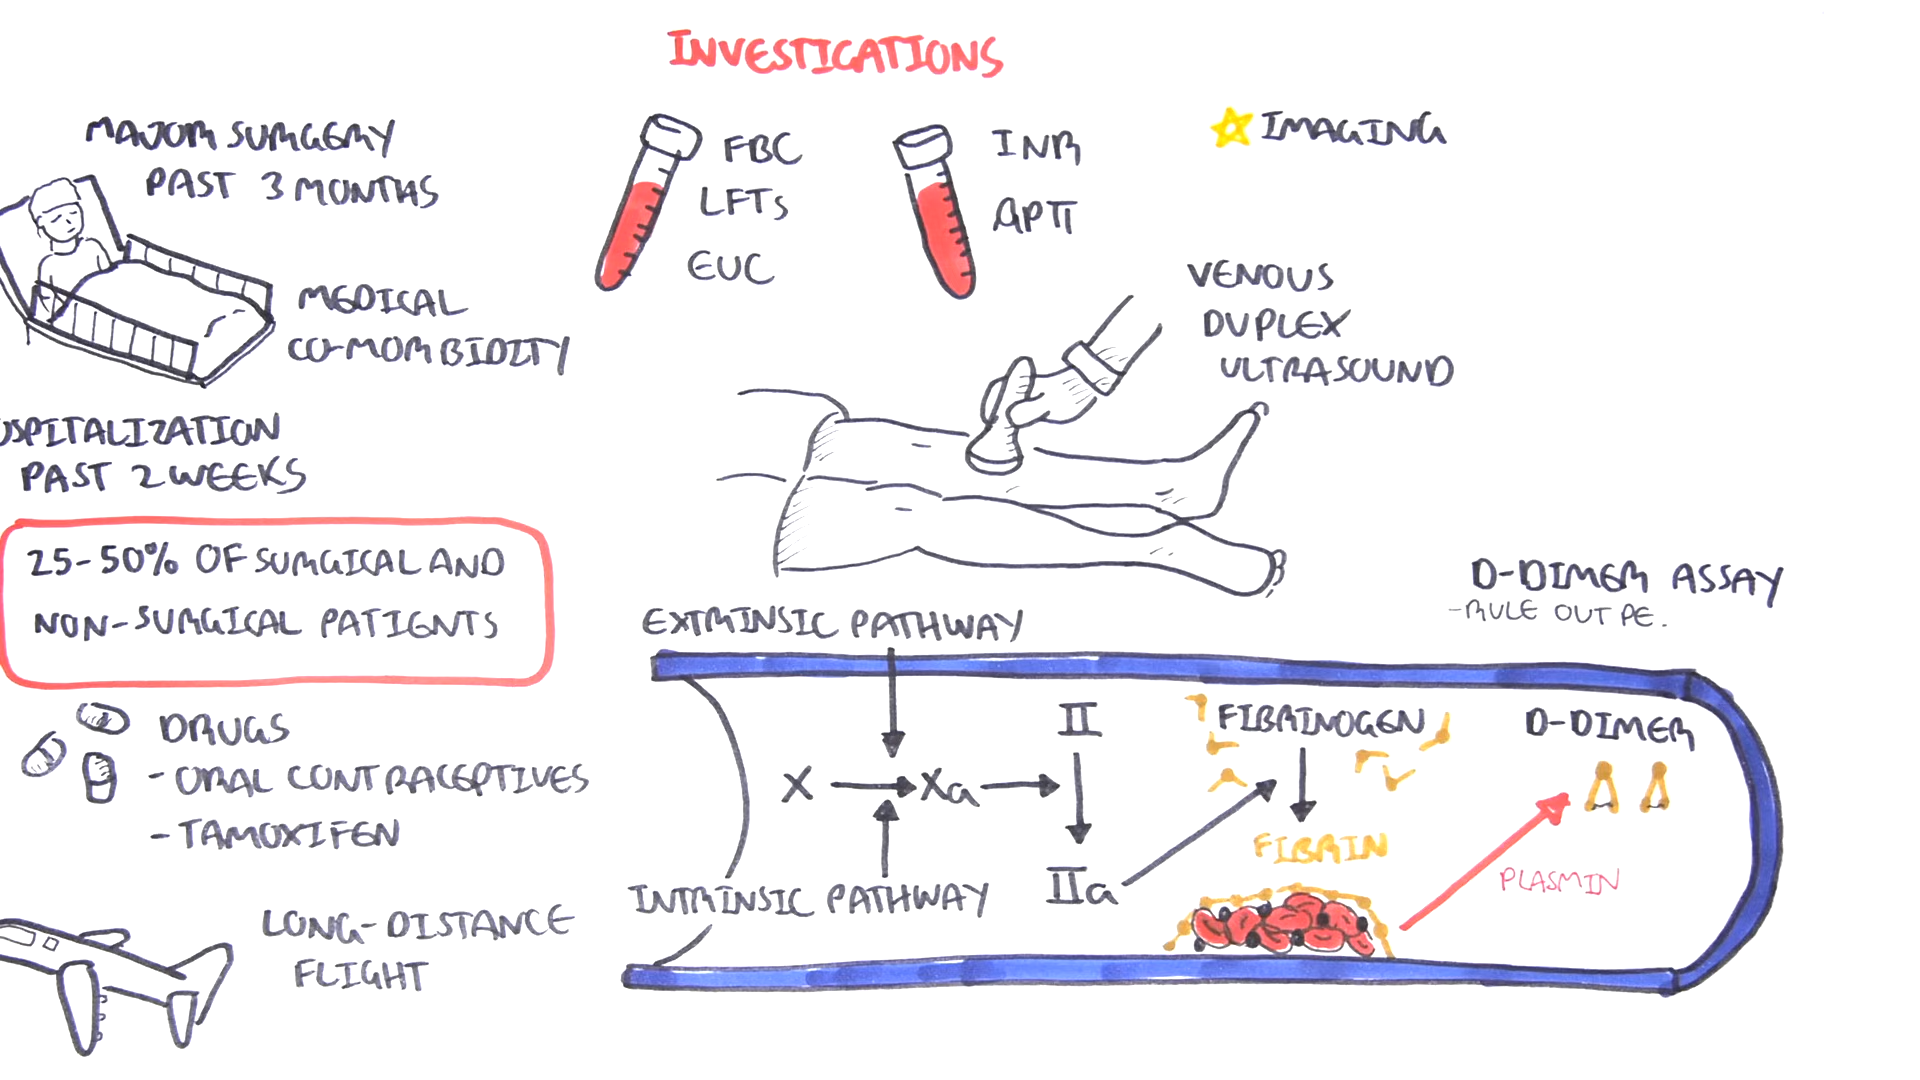 INVESTIGATIONS
MAJOR SURGERY
PAST 3 MONTHS
MEDICAL
CO-MORBIDITY
OSPITALIZATION
PAST 2 WEEKS
25-50% OF SURGICAL AND
NON-SURGICAL PATIENTS
DRUGS
- ORAL CONTRACEPTIVES
- TAMOXIFEN
LONG-DISTANCE
FLIGHT
FBC
LFTs
EUC
INR
APTT
IMAGING
VENOUS
DUPLEX
ULTRASOUND
D-DIMER ASSAY
-RULE OUT PE.
EXTRINSIC PATHWAY
X
Xa
II
IIa
INTRINSIC PATHWAY
FIBRINOGEN
FIBRIN
D-DIMER
PLASMIN